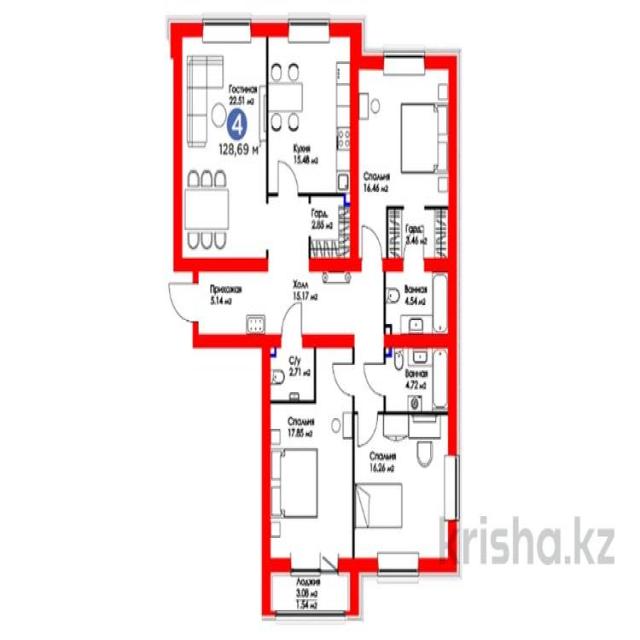 Гостиная
22.51 м2
4
128,69 м
Кухня
15.48 м2
Спальня
16.46 м2
Гард.
2.85 м2
Гард.
3.46 м2
Прихожая
5.14 м2
Холл
15.17 м2
Ванная
4.54 м2
С/у
2.71 м2
Ванная
4.72 м2
Спальня
17.85 м2
Спальня
16.26 м2
Лоджия
3.08 м2
1.54 м2
krisha.kz